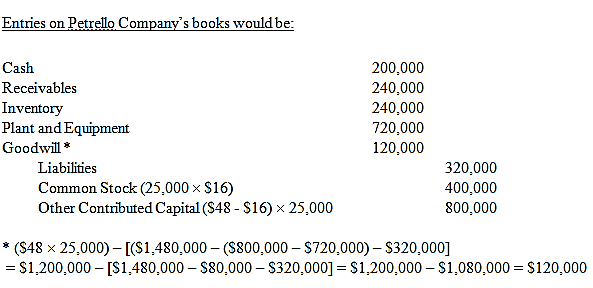 Entries on Petrello Company's books would be:
Cash 200,000
Receivables 240,000
Inventory 240,000
Plant and Equipment 720,000
Goodwill * 120,000
Liabilities 320,000
Common Stock (25,000 × $16) 400,000
Other Contributed Capital ($48 - $16) × 25,000 800,000
* ($48 × 25,000) – [($1,480,000 – ($800,000 – $720,000) – $320,000]
= $1,200,000 – [$1,480,000 – $80,000 – $320,000] = $1,200,000 – $1,080,000 = $120,000